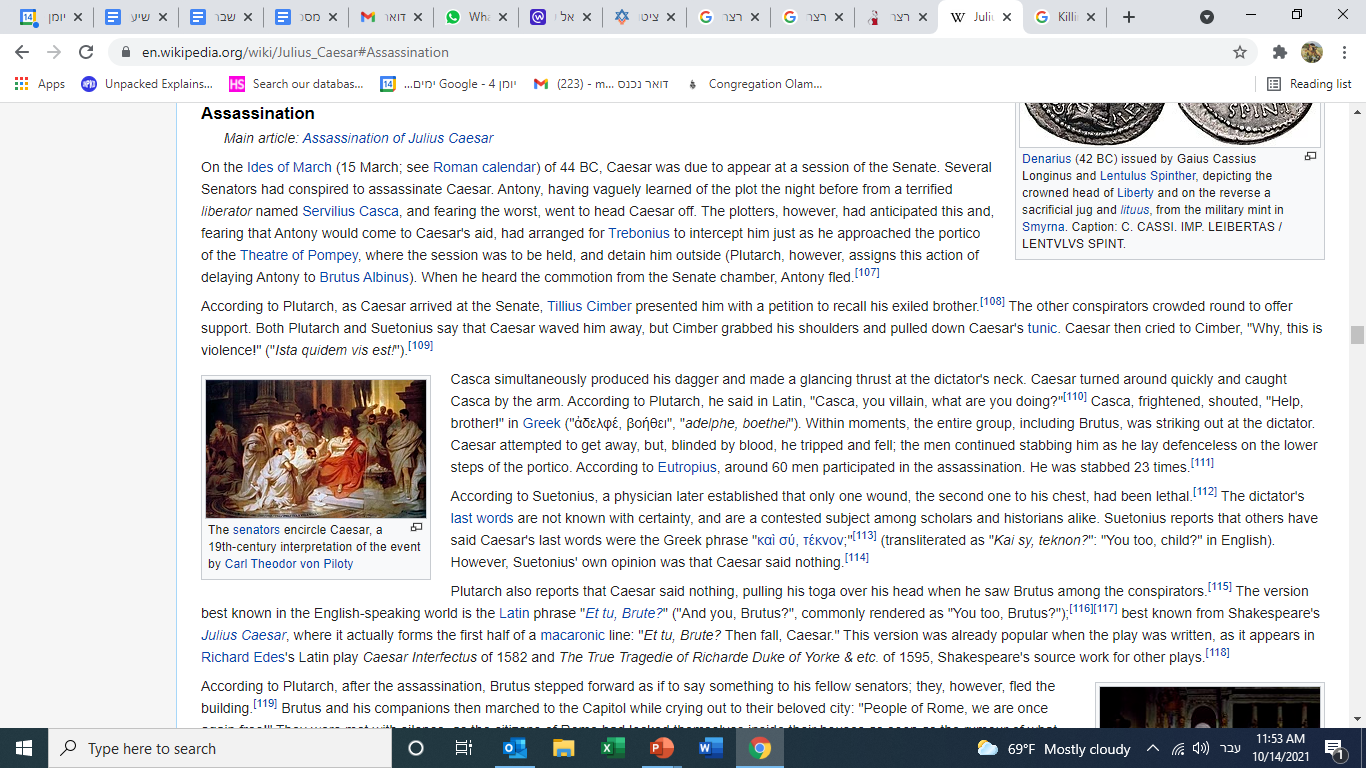 יומן
שיע
שבר
מסכ
דואר
Wha
אל י
ציטו
רצר
רצר
רצר
Juli
Killi
en.wikipedia.org/wiki/Julius_Caesar#Assassination
Apps
Unpacked Explains...
Search our databas...
יומן Google - 4 ימים...
דואר נכנס (223) - m...
Congregation Olam...
Reading list
Assassination
Main article: Assassination of Julius Caesar
On the Ides of March (15 March; see Roman calendar) of 44 BC, Caesar was due to appear at a session of the Senate. Several
Senators had conspired to assassinate Caesar. Antony, having vaguely learned of the plot the night before from a terrified
liberator named Servilius Casca, and fearing the worst, went to head Caesar off. The plotters, however, had anticipated this and,
fearing that Antony would come to Caesar's aid, had arranged for Trebonius to intercept him just as he approached the portico
of the Theatre of Pompey, where the session was to be held, and detain him outside (Plutarch, however, assigns this action of
delaying Antony to Brutus Albinus). When he heard the commotion from the Senate chamber, Antony fled.[107]
SPINT.
Denarius (42 BC) issued by Gaius Cassius
Longinus and Lentulus Spinther, depicting the
crowned head of Liberty and on the reverse a
sacrificial jug and lituus, from the military mint in
Smyrna. Caption: C. CASSI. IMP. LEIBERTAS /
LENTVLVS SPINT.
According to Plutarch, as Caesar arrived at the Senate, Tillius Cimber presented him with a petition to recall his exiled brother.[108] The other conspirators crowded round to offer
support. Both Plutarch and Suetonius say that Caesar waved him away, but Cimber grabbed his shoulders and pulled down Caesar's tunic. Caesar then cried to Cimber, "Why, this is
violence!" ("Ista quidem vis est!").[109]
The senators encircle Caesar, a
19th-century interpretation of the event
by Carl Theodor von Piloty
Casca simultaneously produced his dagger and made a glancing thrust at the dictator's neck. Caesar turned around quickly and caught
Casca by the arm. According to Plutarch, he said in Latin, "Casca, you villain, what are you doing?"[110] Casca, frightened, shouted, "Help,
brother!" in Greek ("ἀδελφέ, βοήθει", "adelphe, boethei"). Within moments, the entire group, including Brutus, was striking out at the dictator.
Caesar attempted to get away, but, blinded by blood, he tripped and fell; the men continued stabbing him as he lay defenceless on the lower
steps of the portico. According to Eutropius, around 60 men participated in the assassination. He was stabbed 23 times.[111]
According to Suetonius, a physician later established that only one wound, the second one to his chest, had been lethal.[112] The dictator's
last words are not known with certainty, and are a contested subject among scholars and historians alike. Suetonius reports that others have
said Caesar's last words were the Greek phrase "καὶ σύ, τέκνον;"[113] (transliterated as "Kai sy, teknon?": "You too, child?" in English).
However, Suetonius' own opinion was that Caesar said nothing.[114]
Plutarch also reports that Caesar said nothing, pulling his toga over his head when he saw Brutus among the conspirators.[115] The version
best known in the English-speaking world is the Latin phrase "Et tu, Brute?" ("And you, Brutus?", commonly rendered as "You too, Brutus?");[116][117] best known from Shakespeare's
Julius Caesar, where it actually forms the first half of a macaronic line: "Et tu, Brute? Then fall, Caesar." This version was already popular when the play was written, as it appears in
Richard Edes's Latin play Caesar Interfectus of 1582 and The True Tragedie of Richarde Duke of Yorke & etc. of 1595, Shakespeare's source work for other plays.[118]
According to Plutarch, after the assassination, Brutus stepped forward as if to say something to his fellow senators; they, however, fled the
building.[119] Brutus and his companions then marched to the Capitol while crying out to their beloved city: "People of Rome, we are once
Type here to search
69°F Mostly cloudy
עבר
11:53 AM
10/14/2021
1